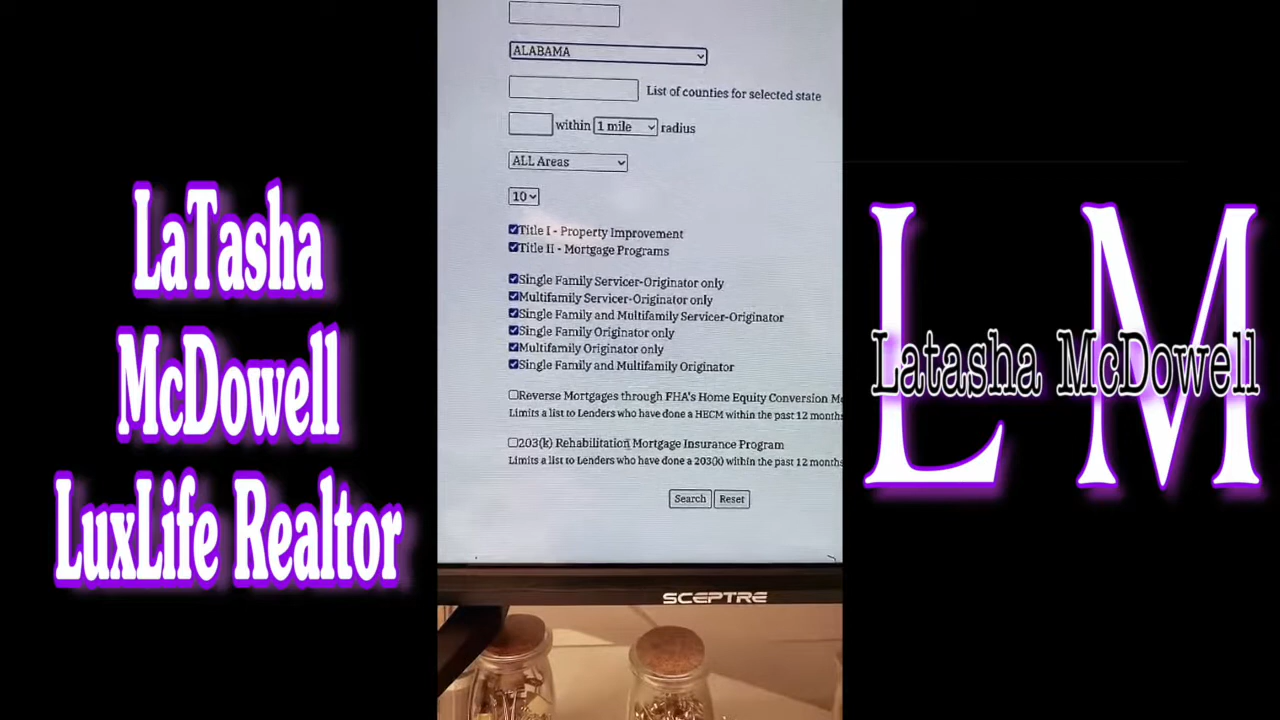 LaTasha
McDowell
LuxLife Realtor
ALABAMA
List of counties for selected state
within 1 mile radius
ALL Areas
10
Title I - Property Improvement
Title II - Mortgage Programs
Single Family Servicer-Originator only
Multifamily Servicer-Originator only
Single Family and Multifamily Servicer-Originator
Single Family Originator only
Multifamily Originator only
Single Family and Multifamily Originator
Reverse Mortgages through FHA's Home Equity Conversion M
Limits a list to Lenders who have done a HECM within the past 12 months
203(k) Rehabilitation Mortgage Insurance Program
Limits a list to Lenders who have done a 203(k) within the past 12 months
Search Reset
SCEPTRE
L M
Latasha McDowell